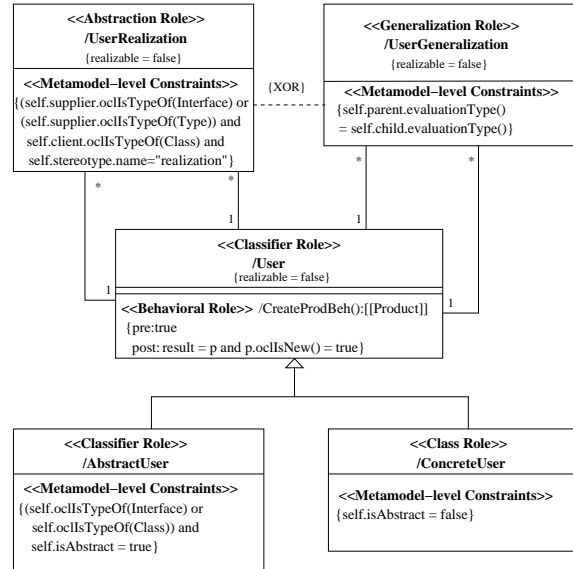 <<Abstraction Role>>
/UserRealization
{realizable = false}
<<Metamodel−level Constraints>>
{(self.supplier.oclIsTypeOf(Interface) or
(self.supplier.oclIsTypeOf(Type)) and
self.client.oclIsTypeOf(Class) and
self.stereotype.name="realization"}
{XOR}
<<Generalization Role>>
/UserGeneralization
{realizable = false}
<<Metamodel−level Constraints>>
{self.parent.evaluationType()
= self.child.evaluationType()}
*
*
*
*
1
1
1
1
<<Classifier Role>>
/User
{realizable = false}
<<Behavioral Role>> /CreateProdBeh():[[Product]]
{pre:true
post: result = p and p.oclIsNew() = true}
<<Classifier Role>>
/AbstractUser
<<Metamodel−level Constraints>>
{(self.oclIsTypeOf(Interface) or
self.oclIsTypeOf(Class)) and
self.isAbstract = true}
<<Class Role>>
/ConcreteUser
<<Metamodel−level Constraints>>
{self.isAbstract = false}